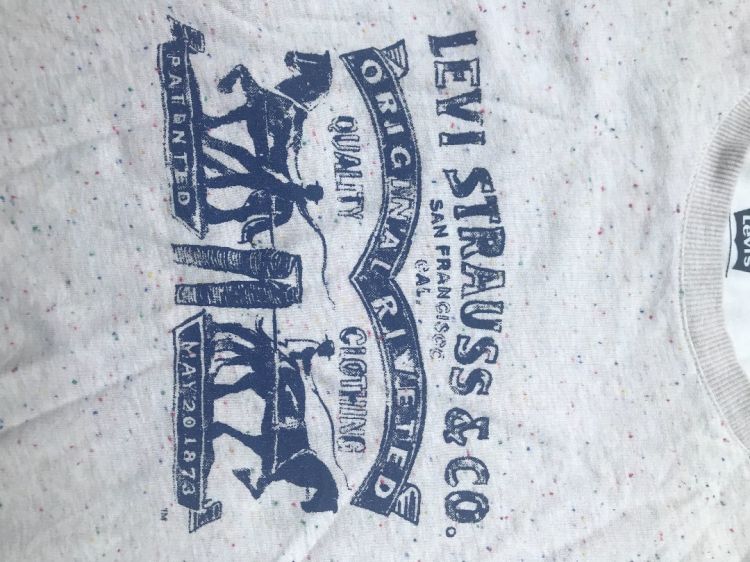 LEVI STRAUSS & CO.
SAN FRANCISCO
CAL.
ORIGINAL RIVETED
QUALITY CLOTHING
PATENTED MAY 20 1873
TM
Levi's